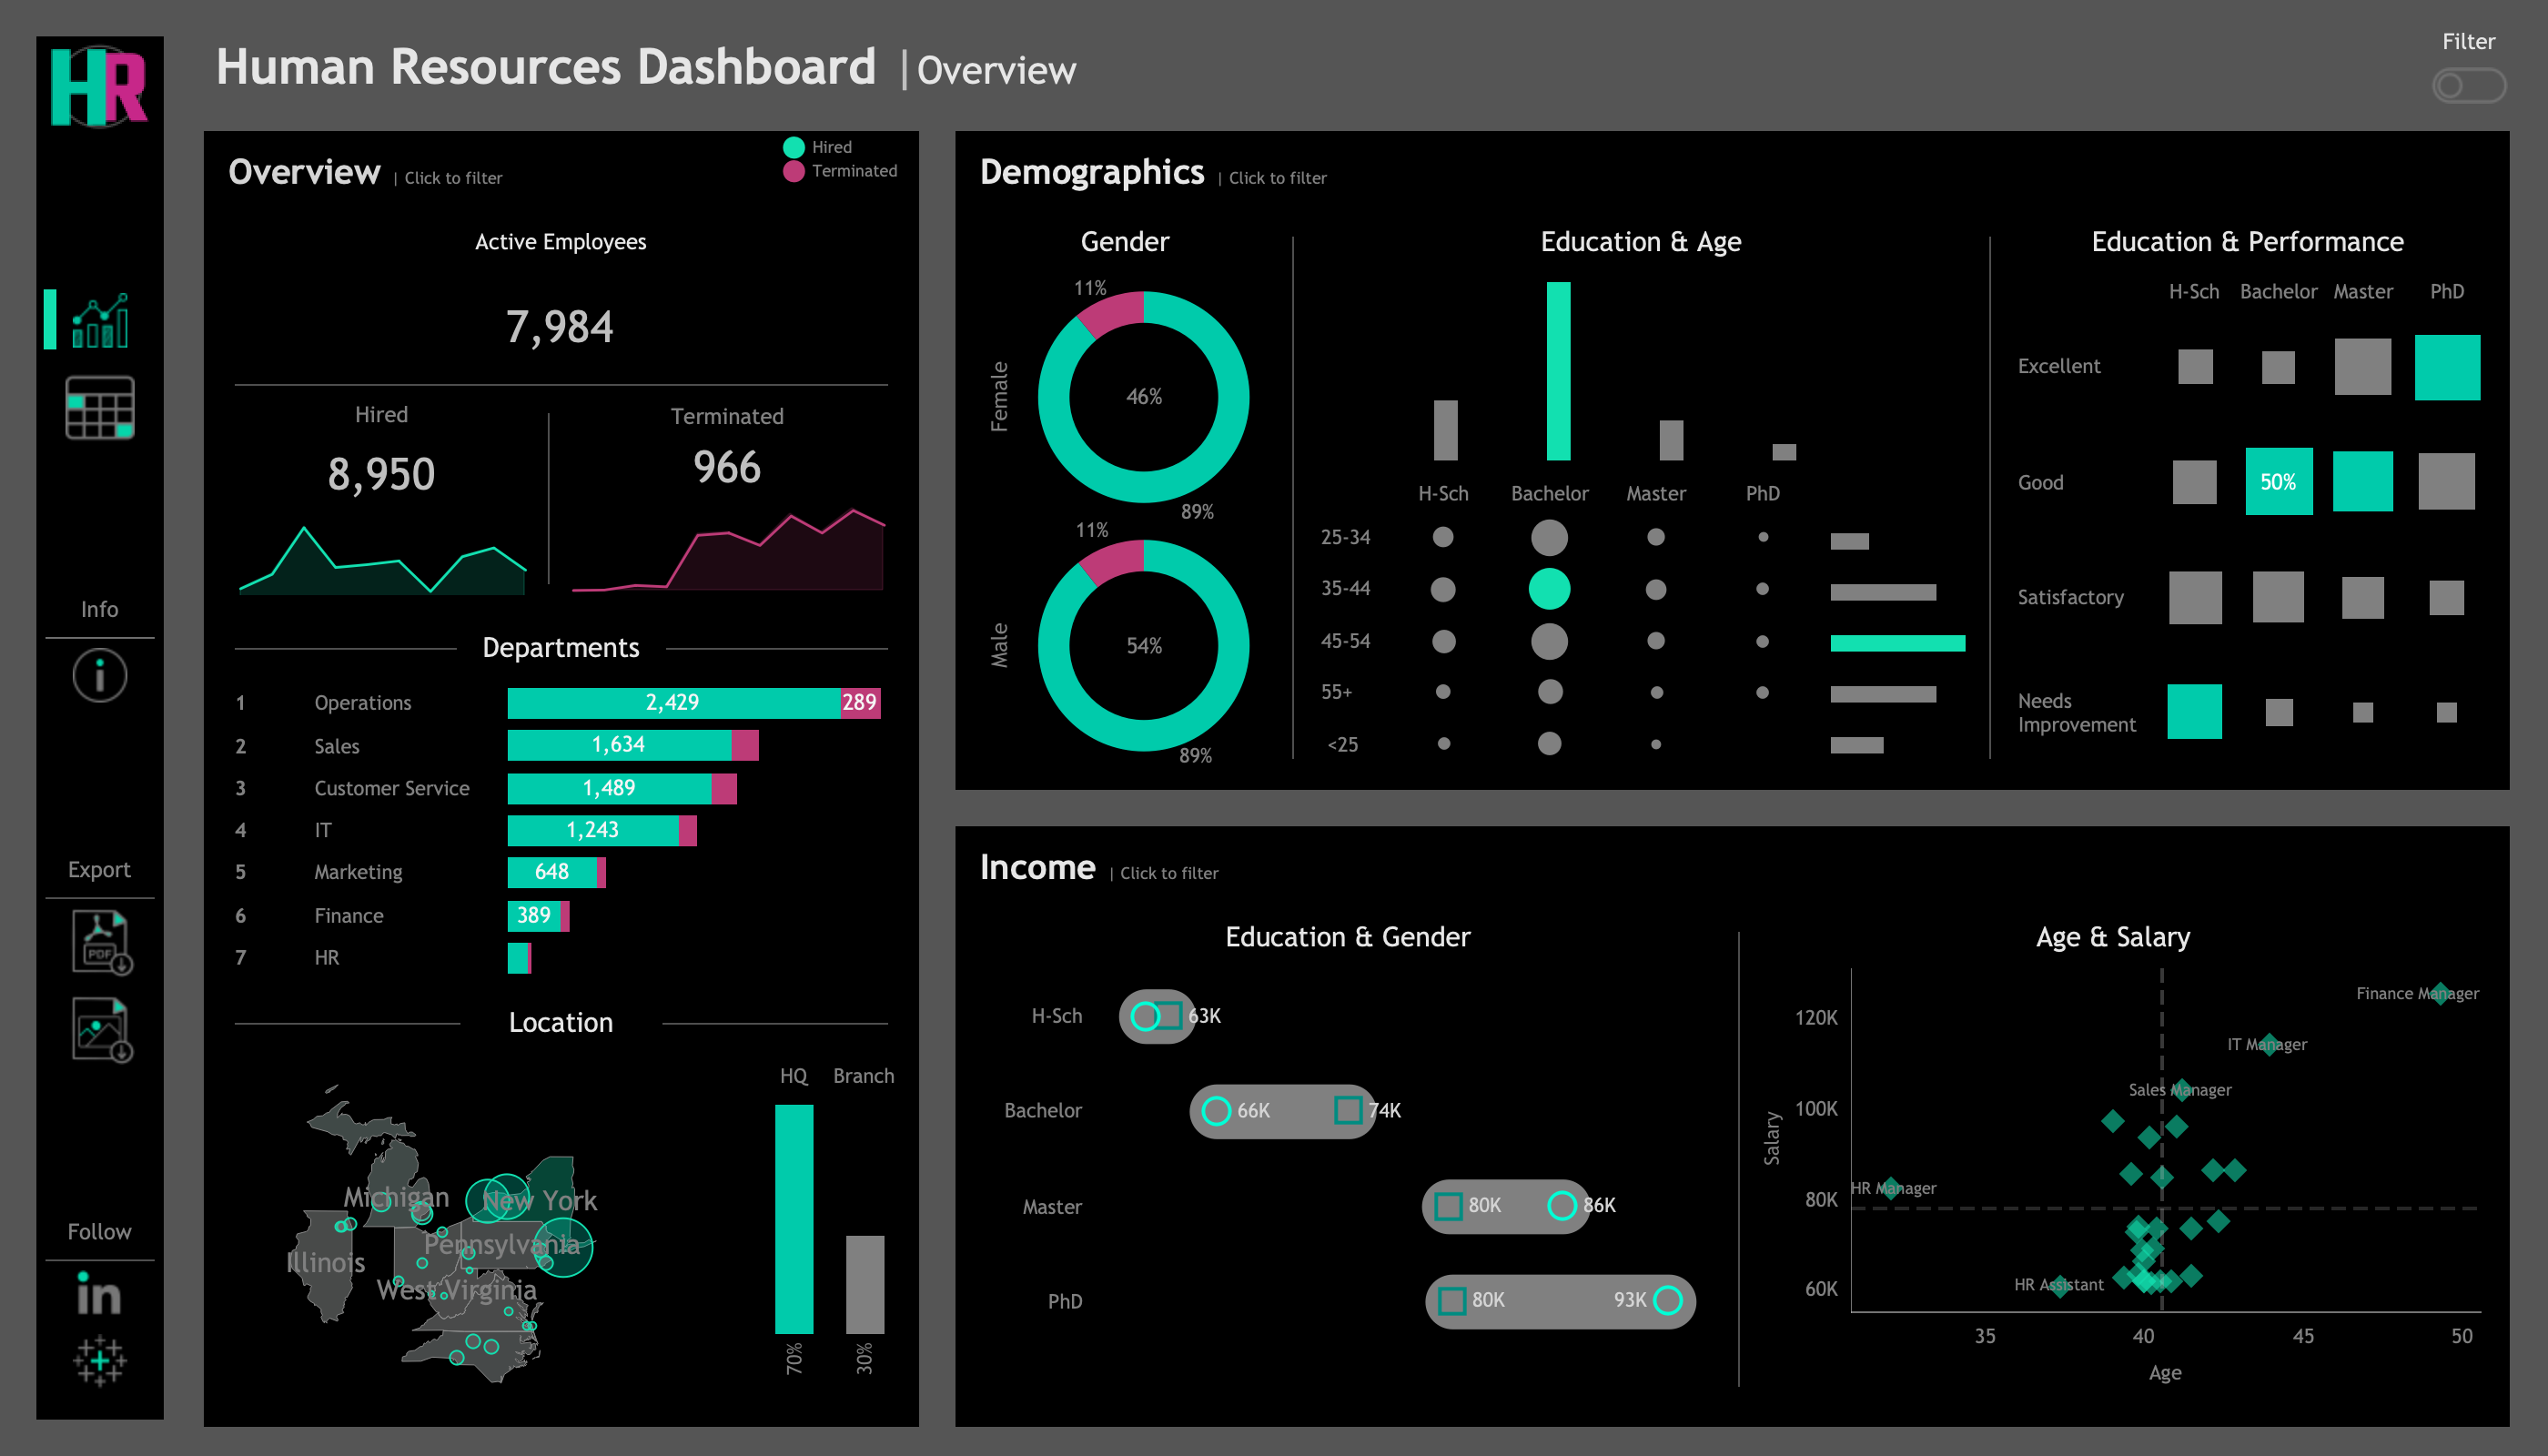 HR
Human Resources Dashboard | Overview
Filter
Info
Export
PDF
Follow
in
Overview | Click to filter
Hired
Terminated
Active Employees
7,984
Hired
8,950
Terminated
966
Departments
1 Operations 2,429 289
2 Sales 1,634
3 Customer Service 1,489
4 IT 1,243
5 Marketing 648
6 Finance 389
7 HR
Location
HQ Branch
Michigan
New York
Pennsylvania
Illinois
West Virginia
70% 30%
Demographics | Click to filter
Gender
Female
11%
46%
89%
Male
11%
54%
89%
Education & Age
H-Sch Bachelor Master PhD
25-34
35-44
45-54
55+
<25
Education & Performance
H-Sch Bachelor Master PhD
Excellent
Good 50%
Satisfactory
Needs
Improvement
Income | Click to filter
Education & Gender
H-Sch 63K
Bachelor 66K 74K
Master 80K 86K
PhD 80K 93K
Age & Salary
Salary
120K
100K
80K
60K
Finance Manager
IT Manager
Sales Manager
HR Manager
HR Assistant
35 40 45 50
Age